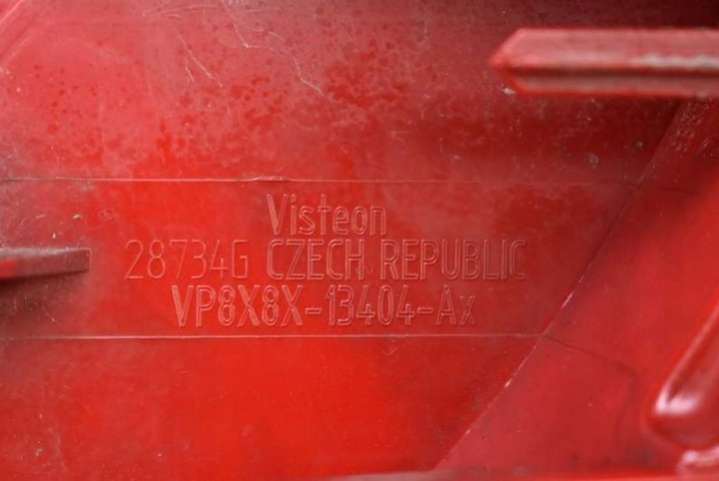 Visteon
28734G CZECH REPUBLIC
VP8X8X-13404-Ax